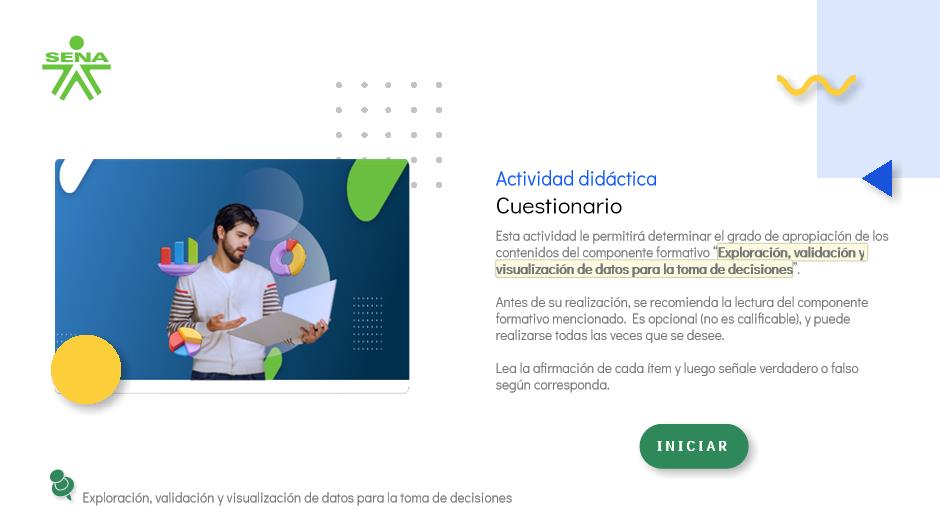 SENA
Actividad didáctica
Cuestionario
Esta actividad le permitirá determinar el grado de apropiación de los
contenidos del componente formativo “Exploración, validación y
visualización de datos para la toma de decisiones”.
Antes de su realización, se recomienda la lectura del componente
formativo mencionado. Es opcional (no es calificable), y puede
realizarse todas las veces que se desee.
Lea la afirmación de cada ítem y luego señale verdadero o falso
según corresponda.
INICIAR
Exploración, validación y visualización de datos para la toma de decisiones